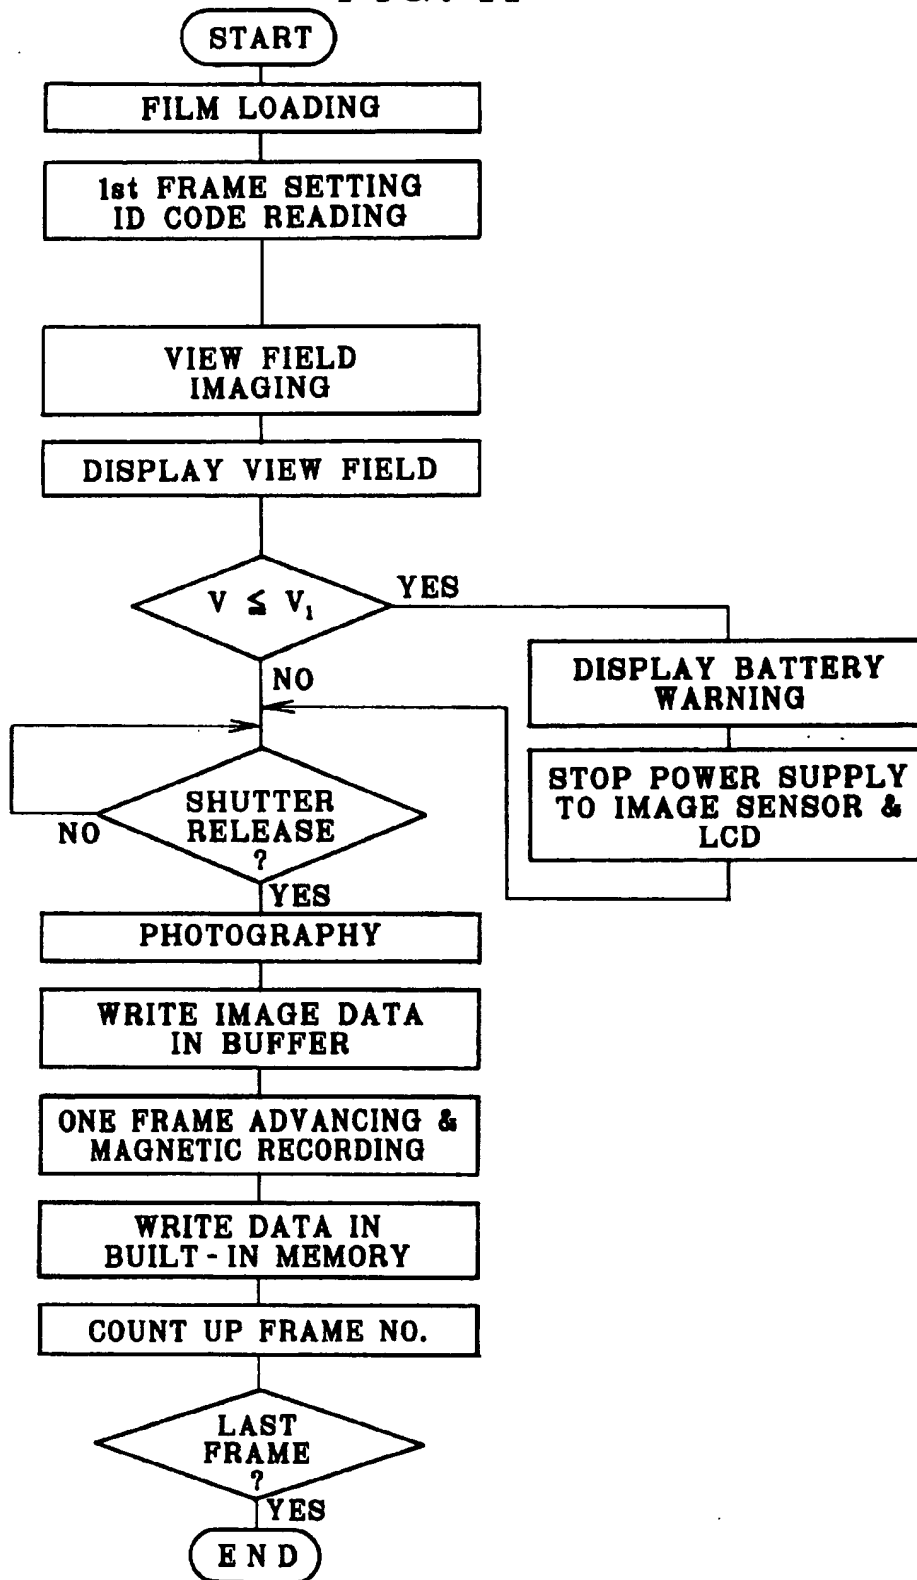 START
FILM LOADING
1st FRAME SETTING
ID CODE READING
VIEW FIELD
IMAGING
DISPLAY VIEW FIELD
V ≦ V₁
YES
NO
DISPLAY BATTERY
WARNING
STOP POWER SUPPLY
TO IMAGE SENSOR &
LCD
SHUTTER
RELEASE
?
NO
YES
PHOTOGRAPHY
WRITE IMAGE DATA
IN BUFFER
ONE FRAME ADVANCING &
MAGNETIC RECORDING
WRITE DATA IN
BUILT-IN MEMORY
COUNT UP FRAME NO.
LAST
FRAME
?
YES
END